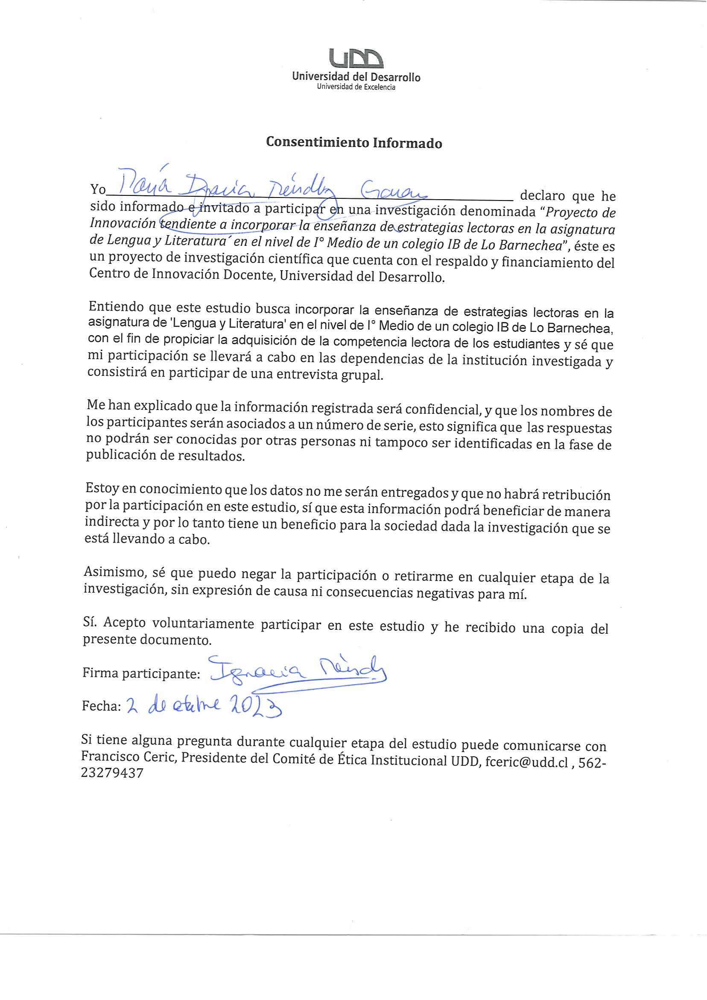 UDD
Universidad del Desarrollo
Universidad de Excelencia
Consentimiento Informado
Yo María Ignacia declaro que he
sido informado e invitado a participar en una investigación denominada “Proyecto de
Innovación tendiente a incorporar la enseñanza de estrategias lectoras en la asignatura
de Lengua y Literatura´ en el nivel de I° Medio de un colegio IB de Lo Barnechea”, éste es
un proyecto de investigación científica que cuenta con el respaldo y financiamiento del
Centro de Innovación Docente, Universidad del Desarrollo.
Entiendo que este estudio busca incorporar la enseñanza de estrategias lectoras en la
asignatura de 'Lengua y Literatura' en el nivel de I° Medio de un colegio IB de Lo Barnechea,
con el fin de propiciar la adquisición de la competencia lectora de los estudiantes y sé que
mi participación se llevará a cabo en las dependencias de la institución investigada y
consistirá en participar de una entrevista grupal.
Me han explicado que la información registrada será confidencial, y que los nombres de
los participantes serán asociados a un número de serie, esto significa que las respuestas
no podrán ser conocidas por otras personas ni tampoco ser identificadas en la fase de
publicación de resultados.
Estoy en conocimiento que los datos no me serán entregados y que no habrá retribución
por la participación en este estudio, sí que esta información podrá beneficiar de manera
indirecta y por lo tanto tiene un beneficio para la sociedad dada la investigación que se
está llevando a cabo.
Asimismo, sé que puedo negar la participación o retirarme en cualquier etapa de la
investigación, sin expresión de causa ni consecuencias negativas para mí.
Sí. Acepto voluntariamente participar en este estudio y he recibido una copia del
presente documento.
Firma participante: Ignacia
Fecha: 2 de octubre 2023
Si tiene alguna pregunta durante cualquier etapa del estudio puede comunicarse con
Francisco Ceric, Presidente del Comité de Ética Institucional UDD, fceric@udd.cl , 562-
23279437